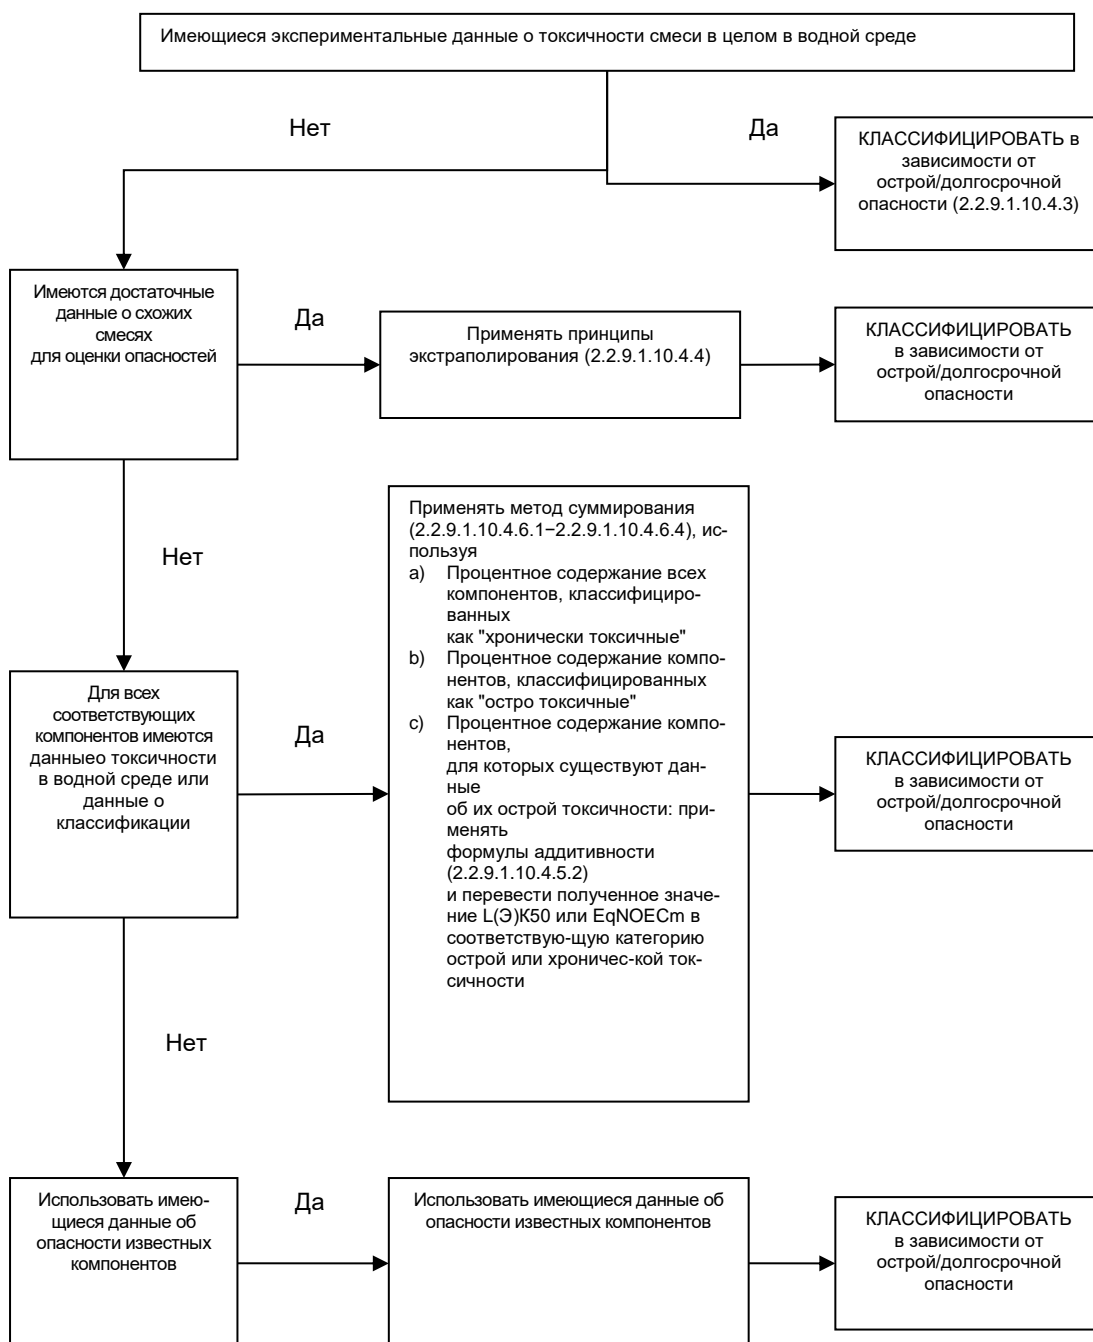 Имеющиеся экспериментальные данные о токсичности смеси в целом в водной среде
Нет
Да
КЛАССИФИЦИРОВАТЬ в
зависимости от
острой/долгосрочной
опасности (2.2.9.1.10.4.3)
Имеются достаточные
данные о схожих
смесях
для оценки опасностей
Да
Применять принципы
экстраполирования (2.2.9.1.10.4.4)
КЛАССИФИЦИРОВАТЬ
в зависимости от
острой/долгосрочной
опасности
Нет
Применять метод суммирования
(2.2.9.1.10.4.6.1−2.2.9.1.10.4.6.4), ис-
пользуя
a) Процентное содержание всех
компонентов, классифициро-
ванных
как "хронически токсичные"
b) Процентное содержание компо-
нентов, классифицированных
как "остро токсичные"
c) Процентное содержание компо-
нентов,
для которых существуют дан-
ные
об их острой токсичности: при-
менять
формулы аддитивности
(2.2.9.1.10.4.5.2)
и перевести полученное значе-
ние L(Э)К50 или EqNOECm в
соответствую-щую категорию
острой или хроничес-кой ток-
сичности
Для всех
соответствующих
компонентов имеются
данныео токсичности
в водной среде или
данные о
классификации
Да
КЛАССИФИЦИРОВАТЬ
в зависимости от
острой/долгосрочной
опасности
Нет
Использовать имею-
щиеся данные об
опасности известных
компонентов
Да
Использовать имеющиеся данные об
опасности известных компонентов
КЛАССИФИЦИРОВАТЬ
в зависимости от
острой/долгосрочной
опасности